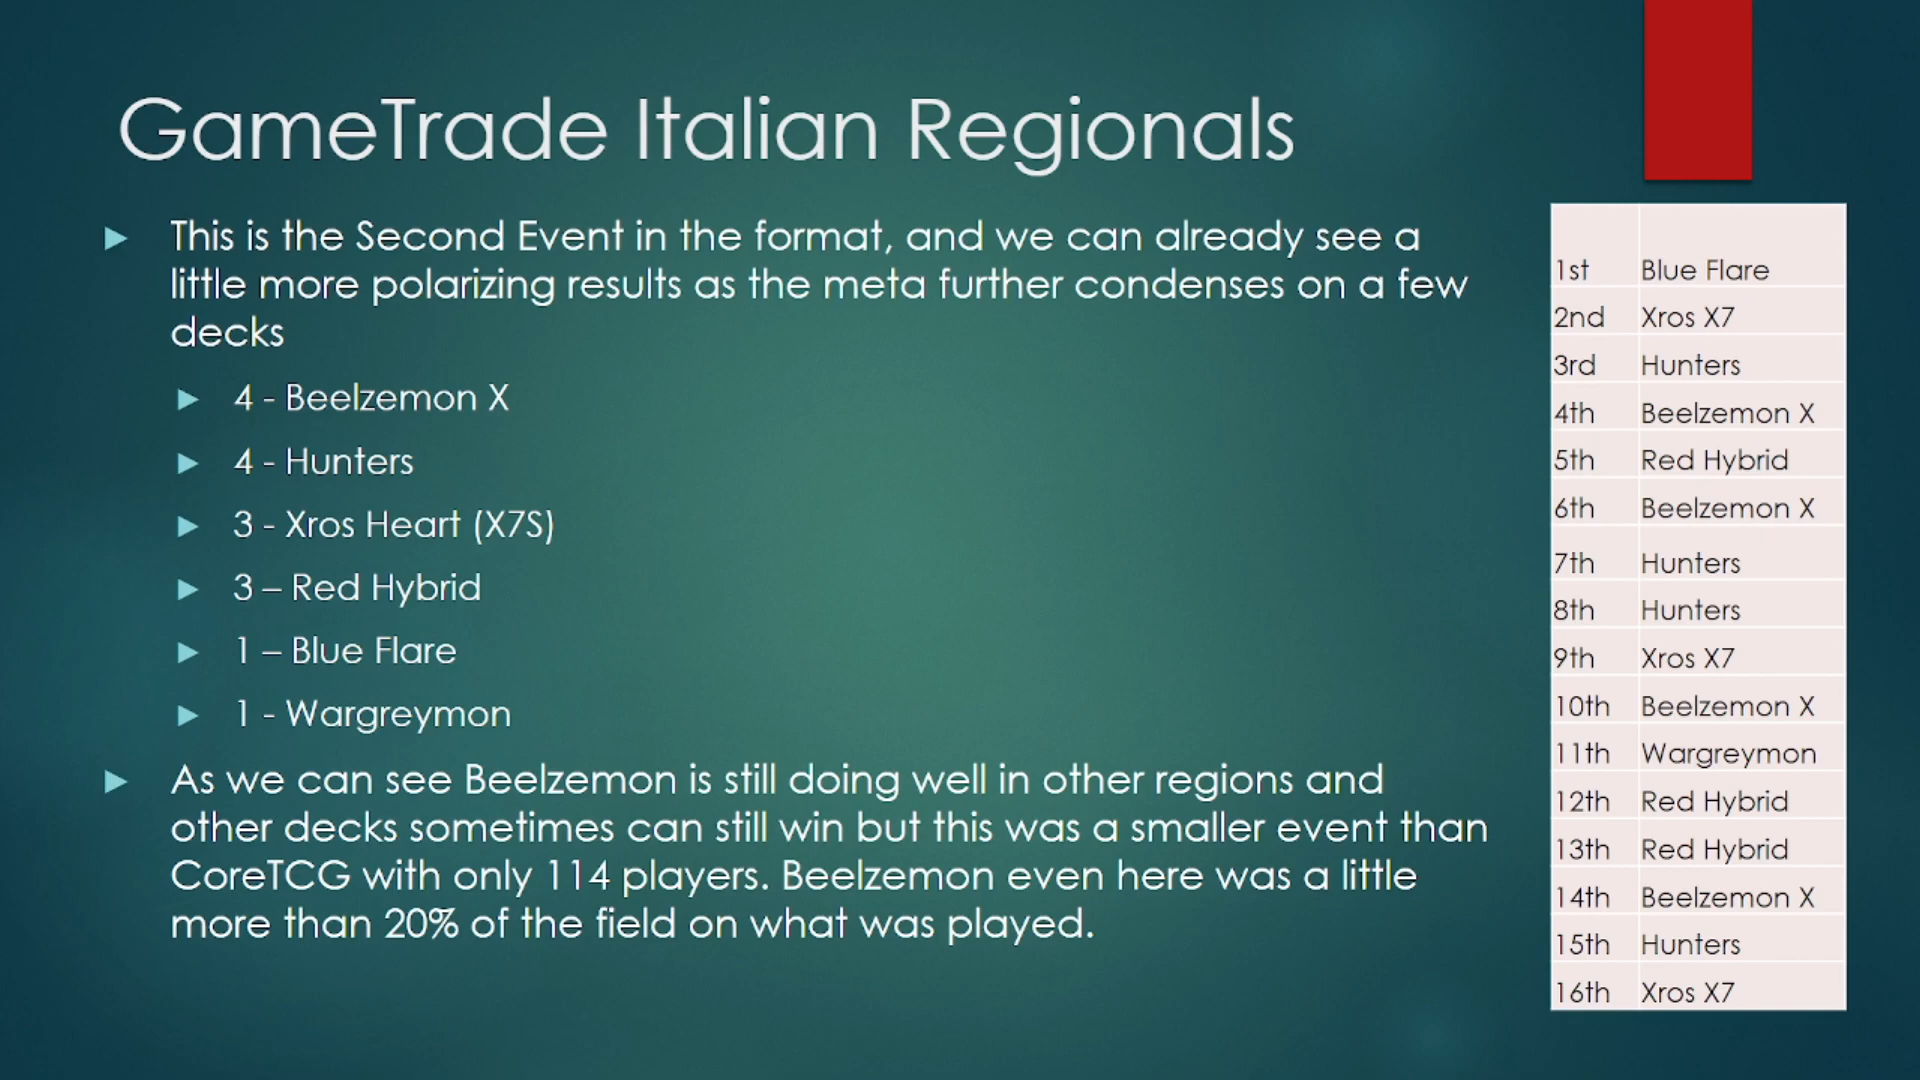 GameTrade Italian Regionals
This is the Second Event in the format, and we can already see a
little more polarizing results as the meta further condenses on a few
decks
4 - Beelzemon X
4 - Hunters
3 - Xros Heart (X7S)
3 – Red Hybrid
1 – Blue Flare
1 - Wargreymon
As we can see Beelzemon is still doing well in other regions and
other decks sometimes can still win but this was a smaller event than
CoreTCG with only 114 players. Beelzemon even here was a little
more than 20% of the field on what was played.
1st Blue Flare
2nd Xros X7
3rd Hunters
4th Beelzemon X
5th Red Hybrid
6th Beelzemon X
7th Hunters
8th Hunters
9th Xros X7
10th Beelzemon X
11th Wargreymon
12th Red Hybrid
13th Red Hybrid
14th Beelzemon X
15th Hunters
16th Xros X7